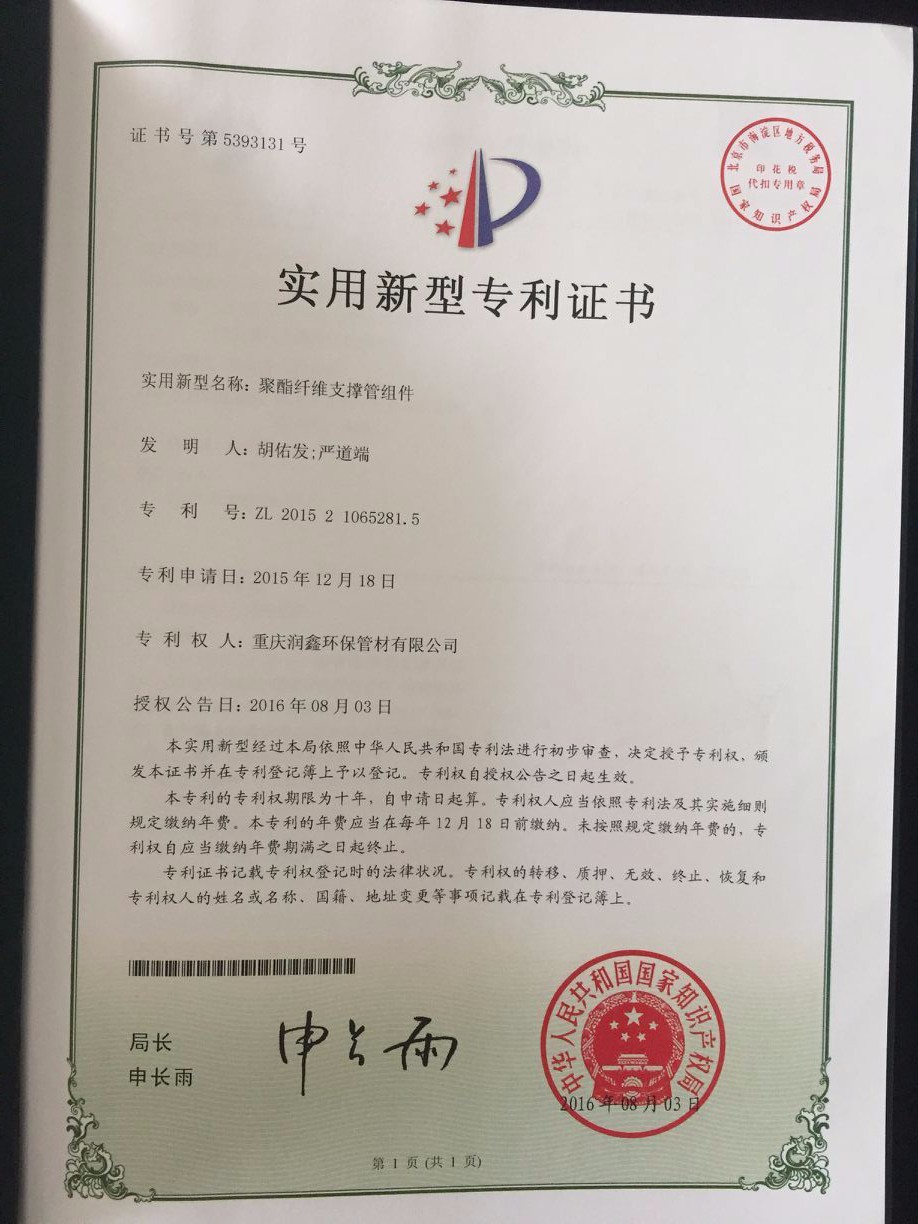 证书号第5393131号
北京市海淀区地方税务局
印花税
代扣专用章
国家知识产权局
实用新型专利证书
实用新型名称：聚酯纤维支撑管组件
发明人：胡佑发;严道端
专利号：ZL 2015 2 1065281.5
专利申请日：2015年12月18日
专利权人：重庆润鑫环保管材有限公司
授权公告日：2016年08月03日
本实用新型经过本局依照中华人民共和国专利法进行初步审查，决定授予专利权，颁
发本证书并在专利登记簿上予以登记。专利权自授权公告之日起生效。
本专利的专利权期限为十年，自申请日起算。专利权人应当依照专利法及其实施细则
规定缴纳年费。本专利的年费应当在每年12月18日前缴纳。未按照规定缴纳年费的，专
利权自应当缴纳年费期满之日起终止。
专利证书记载专利权登记时的法律状况。专利权的转移、质押、无效、终止、恢复和
专利权人的姓名或名称、国籍、地址变更等事项记载在专利登记簿上。
局长
申长雨
申长雨
中华人民共和国国家知识产权局
2016年08月03日
第1页(共1页)